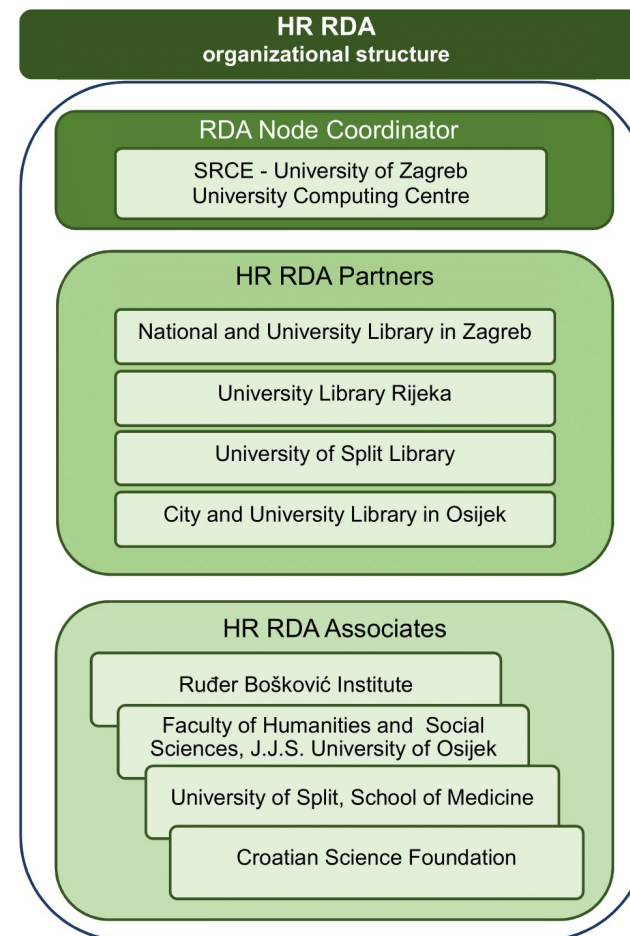 HR RDA
organizational structure
RDA Node Coordinator
SRCE - University of Zagreb
University Computing Centre
HR RDA Partners
National and University Library in Zagreb
University Library Rijeka
University of Split Library
City and University Library in Osijek
HR RDA Associates
Ruđer Bošković Institute
Faculty of Humanities and Social
Sciences, J.J.S. University of Osijek
University of Split, School of Medicine
Croatian Science Foundation